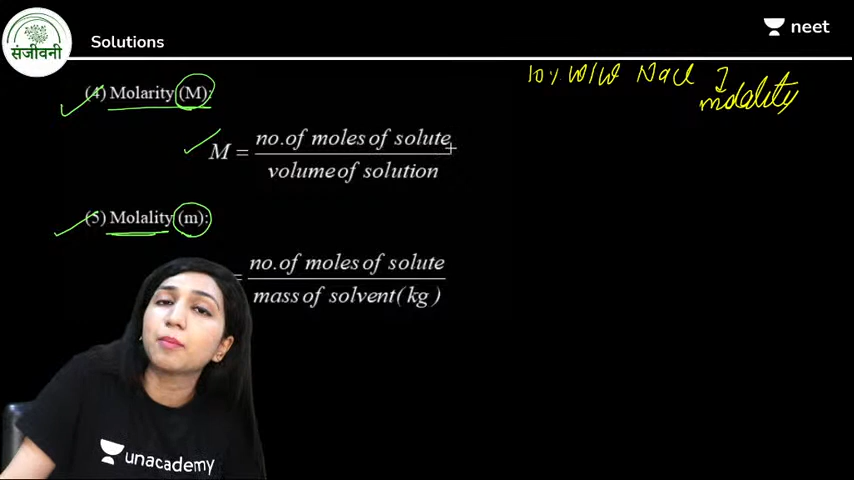 संजीवनी
Solutions
neet
10% W/W NaCl ]
molality
(4) Molarity (M):
M = no.of moles of solute
volume of solution
(5) Molality (m):
= no.of moles of solute
mass of solvent(kg)
unacademy